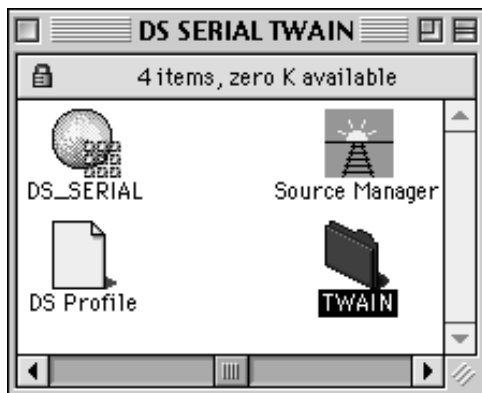 DS SERIAL TWAIN
4 items, zero K available
DS_SERIAL
Source Manager
DS Profile
TWAIN